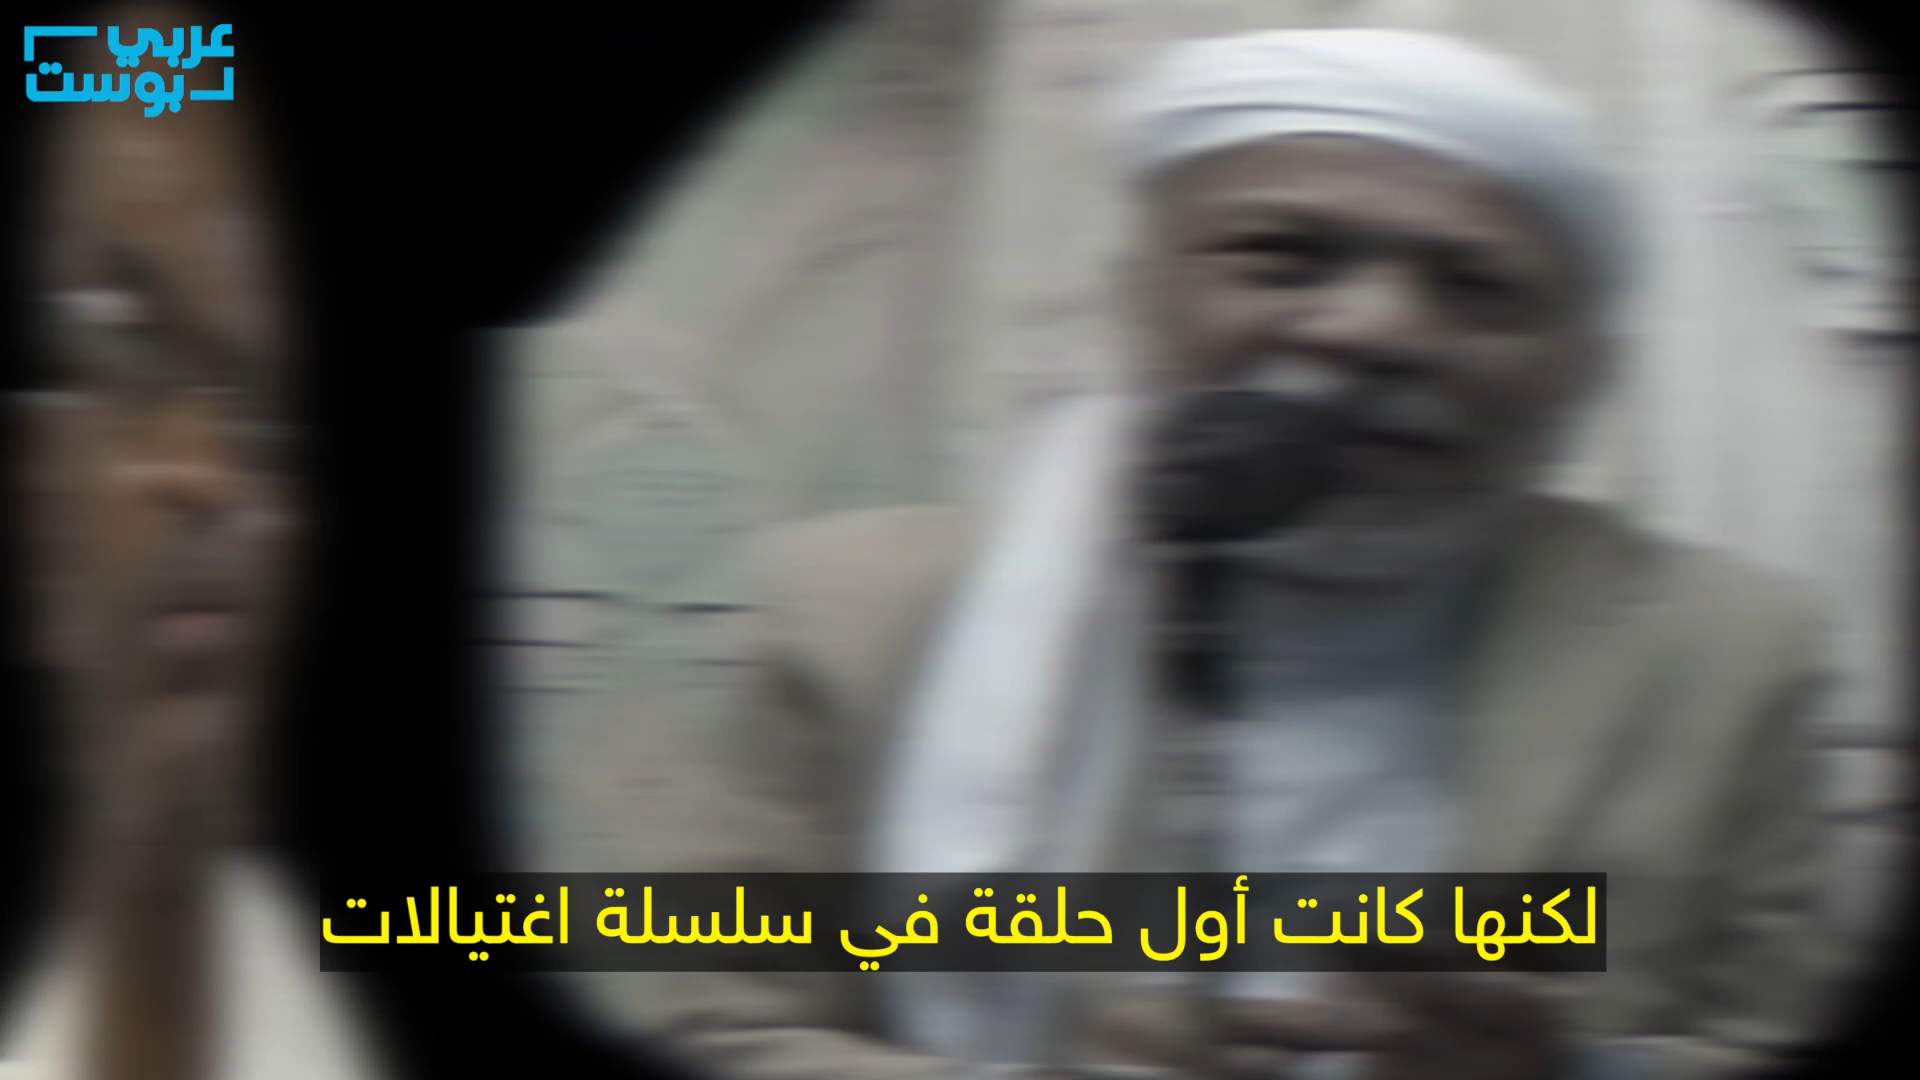 عربي
بوست
لكنها كانت أول حلقة في سلسلة اغتيالات